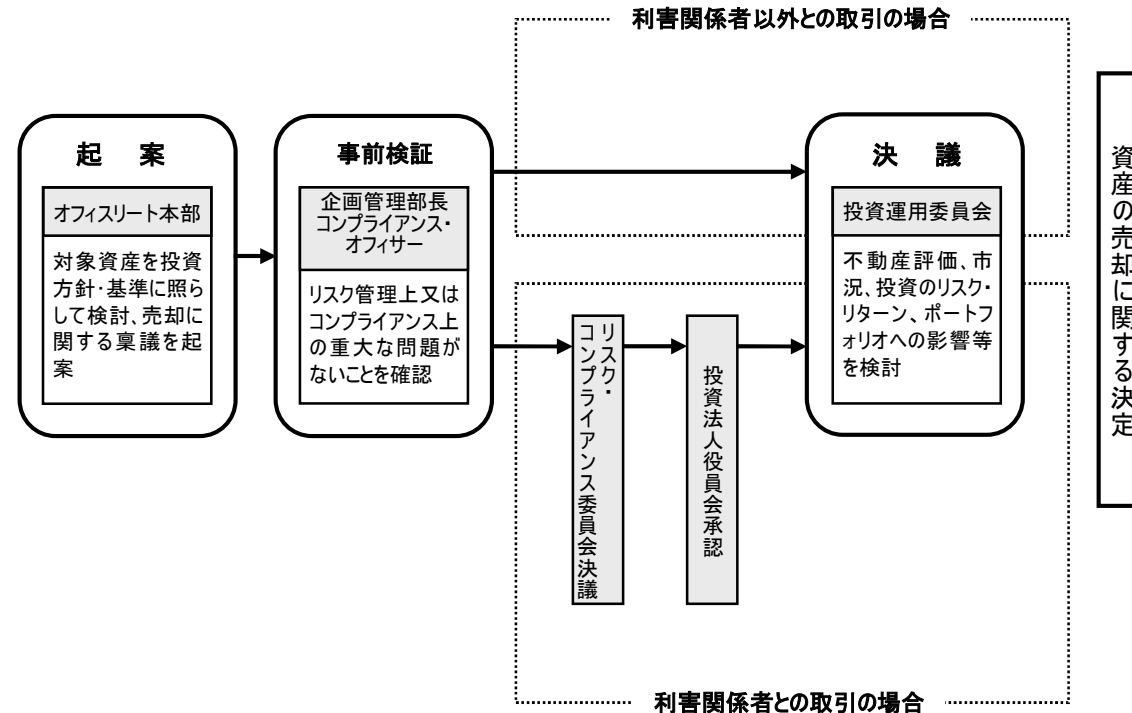 利害関係者以外との取引の場合
起　案
オフィスリート本部
対象資産を投資
方針・基準に照ら
して検討、売却に
関する稟議を起
案
事前検証
企画管理部長
コンプライアンス・
オフィサー
リスク管理上又は
コンプライアンス上
の重大な問題が
ないことを確認
リスク・
コンプライアンス委員会決議
投資法人役員会承認
決　議
投資運用委員会
不動産評価、市
況、投資のリスク・
リターン、ポートフ
ォリオへの影響等
を検討
資産の売却に関する決定
利害関係者との取引の場合